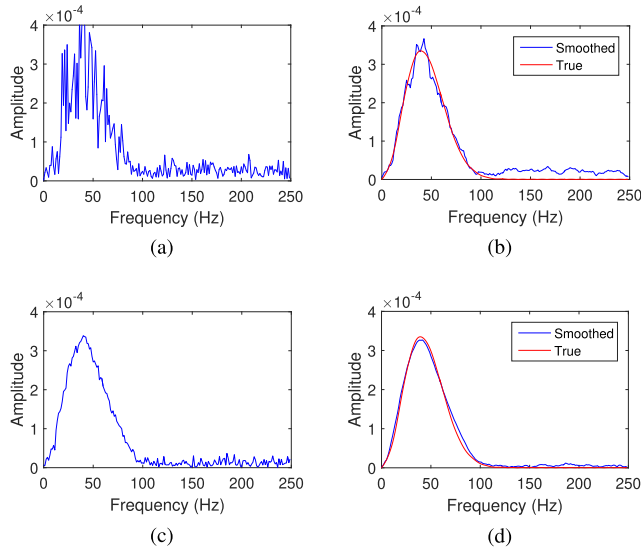 ×10⁻⁴
4
3
2
1
0
Amplitude
0 50 100 150 200 250
Frequency (Hz)
(a)
×10⁻⁴
4
3
2
1
0
Amplitude
Smoothed
True
0 50 100 150 200 250
Frequency (Hz)
(b)
×10⁻⁴
4
3
2
1
0
Amplitude
0 50 100 150 200 250
Frequency (Hz)
(c)
×10⁻⁴
4
3
2
1
0
Amplitude
Smoothed
True
0 50 100 150 200 250
Frequency (Hz)
(d)